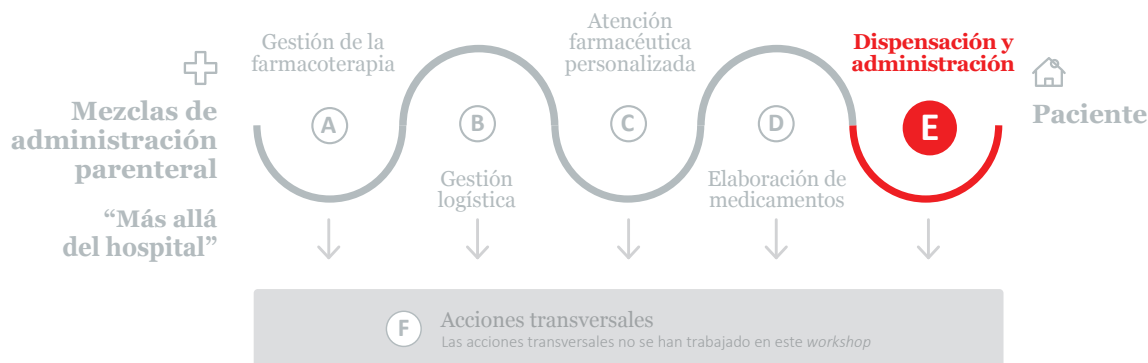 Mezclas de
administración
parenteral
“Más allá
del hospital”
Gestión de la
farmacoterapia
A
B
Gestión
logística
Atención
farmacéutica
personalizada
C
D
Elaboración de
medicamentos
Dispensación y
administración
E
Paciente
F
Acciones transversales
Las acciones transversales no se han trabajado en este workshop